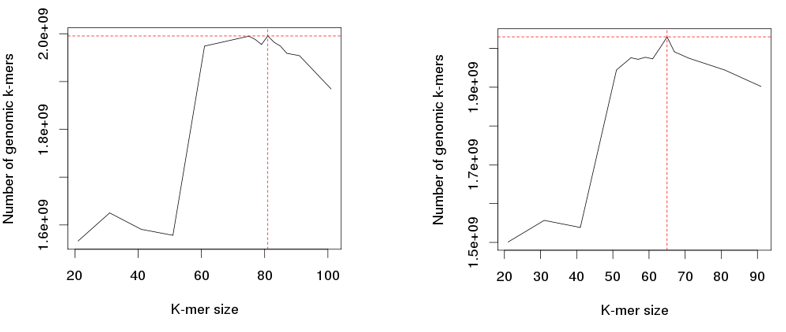 Number of genomic k-mers
2.0e+09
1.8e+09
1.6e+09
20 40 60 80 100
K-mer size
Number of genomic k-mers
1.9e+09
1.7e+09
1.5e+09
20 30 40 50 60 70 80 90
K-mer size